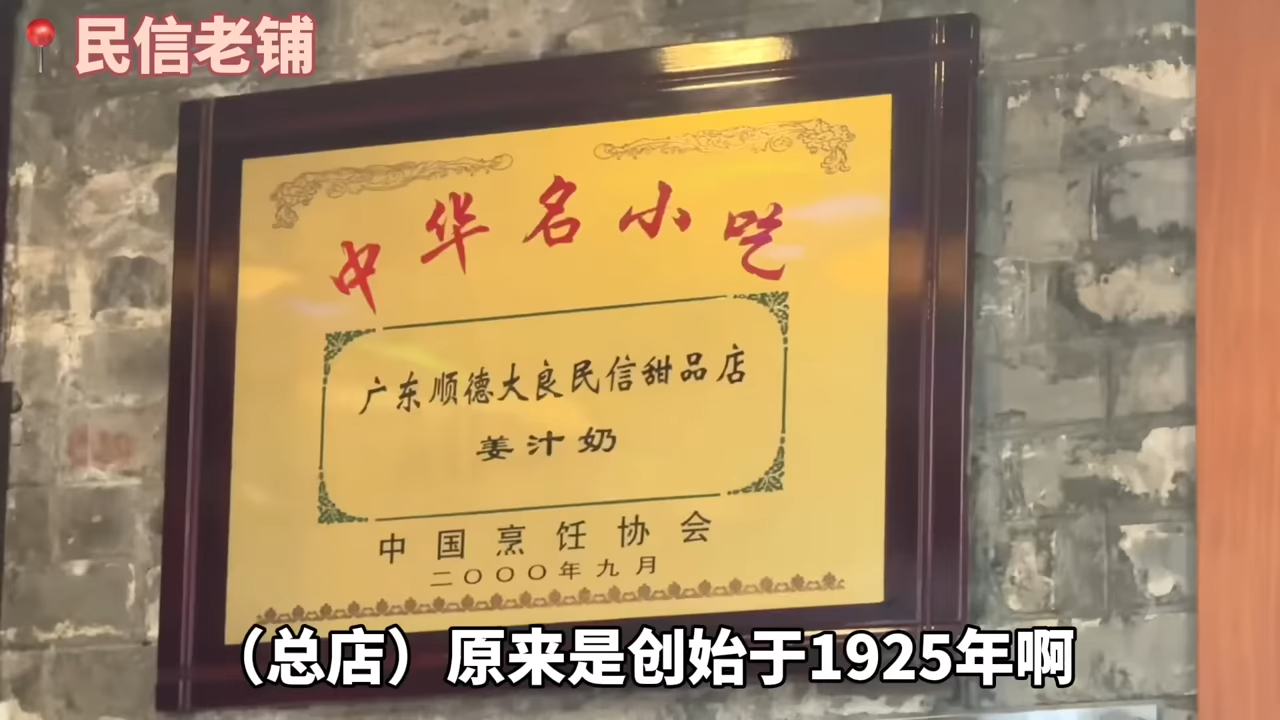 民信老铺
中华名小吃
广东顺德大良民信甜品店
姜汁奶
中国烹饪协会
二〇〇〇年九月
（总店）原来是创始于1925年啊